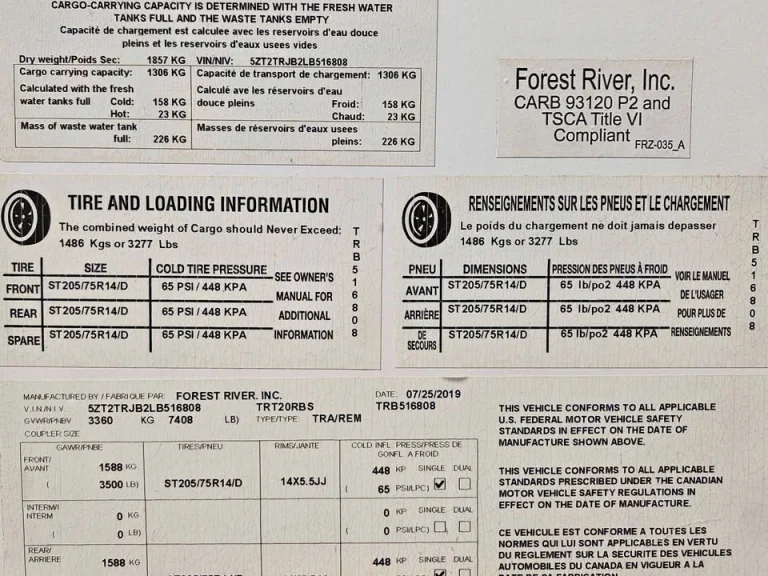 CARGO-CARRYING CAPACITY IS DETERMINED WITH THE FRESH WATER
TANKS FULL AND THE WASTE TANKS EMPTY
Capacité de chargement est calculee avec les reservoirs d'eau douce
pleins et les reservoirs d'eaux usees vides
Dry weight/Poids Sec: 1857 KG VIN/NIV: 5ZT2TRJB2LB516808
Cargo carrying capacity: 1306 KG Capacité de transport de chargement: 1306 KG
Calculated with the fresh Calculé ave les réservoirs d'eau
water tanks full Cold: 158 KG douce pleins Froid: 158 KG
Hot: 23 KG Chaud: 23 KG
Mass of waste water tank Masses de réservoirs d'eaux usees
full: 226 KG pleins: 226 KG
Forest River, Inc.
CARB 93120 P2 and
TSCA Title VI
Compliant FRZ-035_A
TIRE AND LOADING INFORMATION
The combined weight of Cargo should Never Exceed:
1486 Kgs or 3277 Lbs
TIRE SIZE COLD TIRE PRESSURE SEE OWNER'S
FRONT ST205/75R14/D 65 PSI / 448 KPA MANUAL FOR
REAR ST205/75R14/D 65 PSI / 448 KPA ADDITIONAL
SPARE ST205/75R14/D 65 PSI / 448 KPA INFORMATION
TRB516808
RENSEIGNEMENTS SUR LES PNEUS ET LE CHARGEMENT
Le poids du chargement ne doit jamais depasser
1486 Kgs or 3277 Lbs
PNEU DIMENSIONS PRESSION DES PNEUS À FROID VOIR LE MANUEL
AVANT ST205/75R14/D 65 lb/po2 448 KPA DE L'USAGER
ARRIÈRE ST205/75R14/D 65 lb/po2 448 KPA POUR PLUS DE
DE SECOURS ST205/75R14/D 65 lb/po2 448 KPA RENSEIGNEMENTS
TRB516808
MANUFACTURED BY / FABRIQUE PAR: FOREST RIVER, INC. DATE: 07/25/2019
V.I.N./N.I.V. 5ZT2TRJB2LB516808 TRT20RBS TRB516808
GVWR/PNBV 3360 KG 7408 LB) TYPE/TYPE TRA/REM
COUPLER SIZE
GAWR/PNBE TIRES/PNEU RIMS/JANTE COLD INFL. PRESS/PRESS DE
GONFL A FROID
FRONT/
AVANT 1588 KG 448 KP SINGLE DUAL
( 3500 LB) ST205/75R14/D 14X5.5JJ ( 65 PSI/LPC)
INTERM/
INTERM 0 KG 0 KP SINGLE DUAL
( 0 LB) ( 0 PSI/LPC)
REAR/
ARRIERE 1588 KG 448 KP SINGLE DUAL
THIS VEHICLE CONFORMS TO ALL APPLICABLE
U.S. FEDERAL MOTOR VEHICLE SAFETY
STANDARDS IN EFFECT ON THE DATE OF
MANUFACTURE SHOWN ABOVE.
THIS VEHICLE CONFORMS TO ALL APPLICABLE
STANDARDS PRESCRIBED UNDER THE CANADIAN
MOTOR VEHICLE SAFETY REGULATIONS IN
EFFECT ON THE DATE OF MANUFACTURE.
CE VEHICULE EST CONFORME A TOUTES LES
NORMES QUI LUI SONT APPLICABLES EN VERTU
DU REGLEMENT SUR LA SECURITE DES VEHICULES
AUTOMOBILES DU CANADA EN VIGUEUR A LA